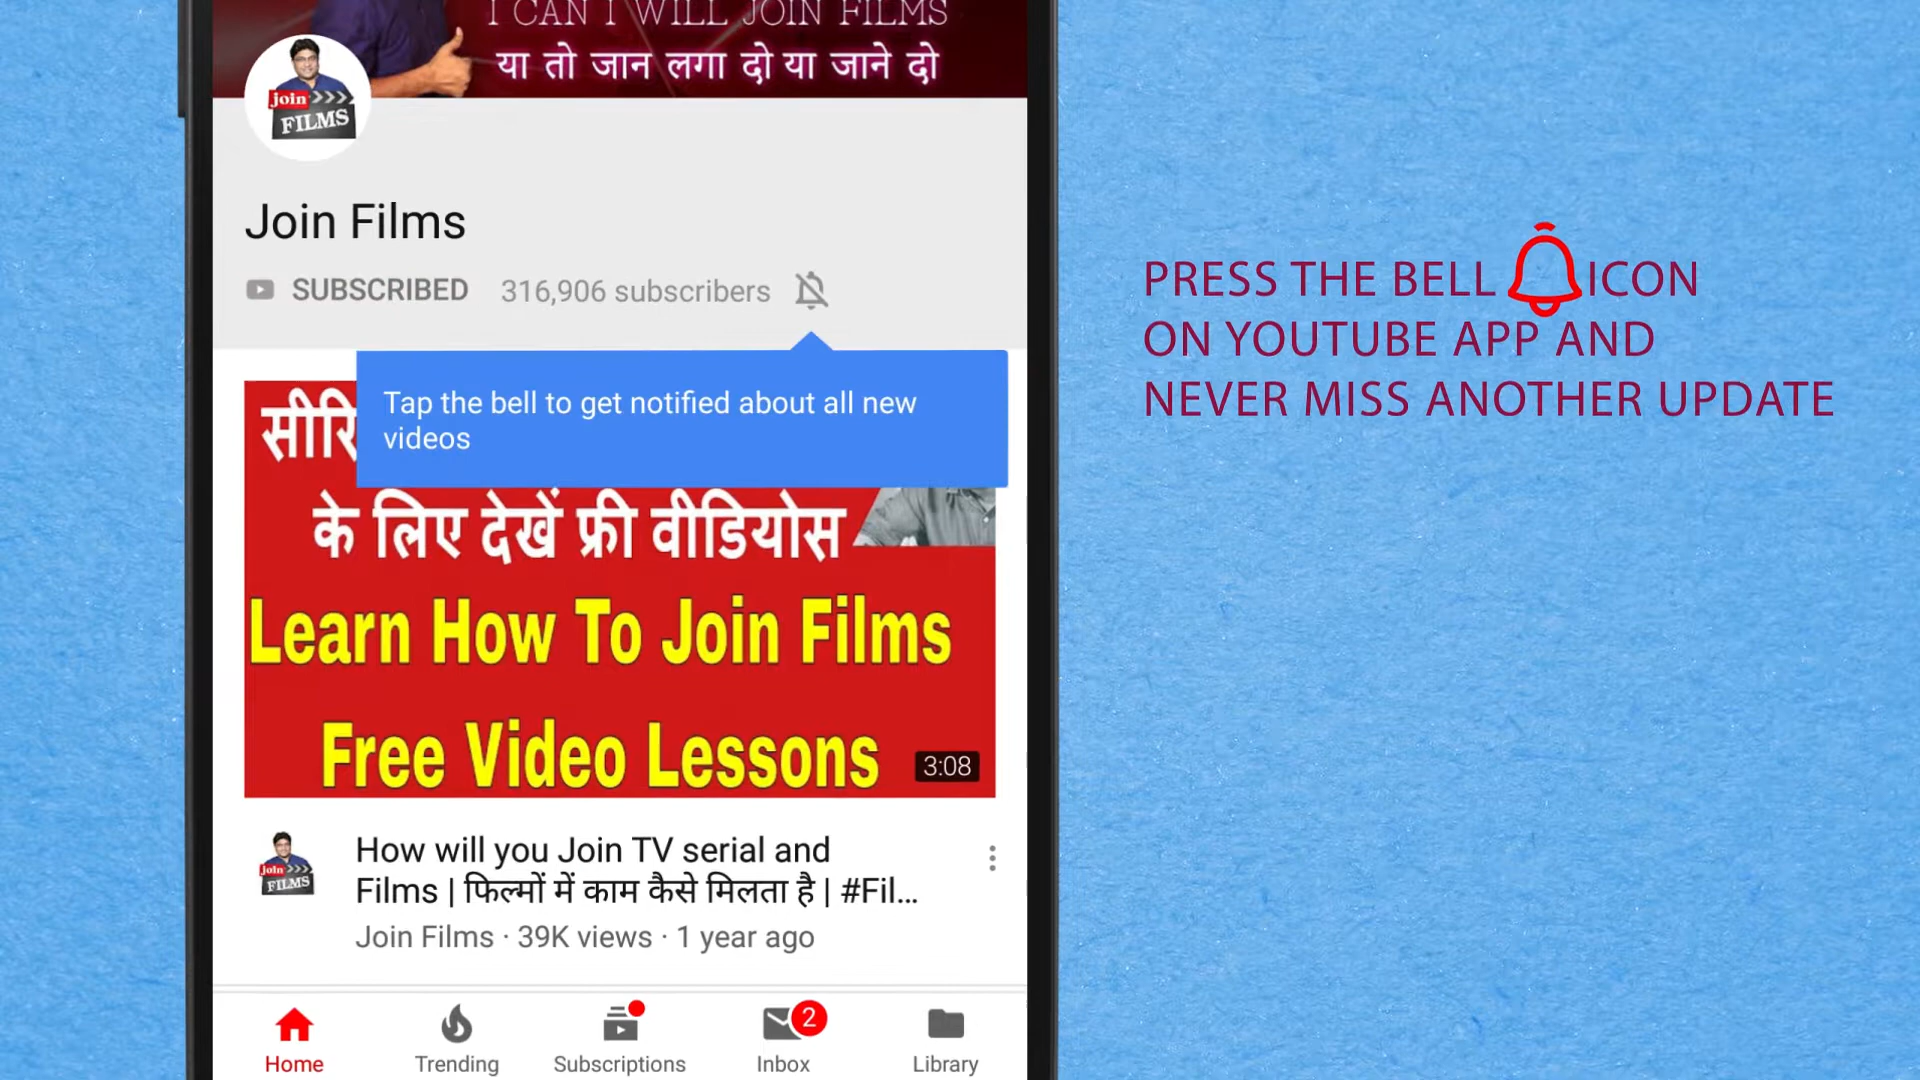 I CAN I WILL JOIN FILMS
या तो जान लगा दो या जाने दो
join
FILMS
Join Films
SUBSCRIBED 316,906 subscribers
Tap the bell to get notified about all new
videos
के लिए देखें फ्री वीडियोस
Learn How To Join Films
Free Video Lessons
3:08
join
FILMS
How will you Join TV serial and
Films | फिल्मों में काम कैसे मिलता है | #Fil...
Join Films · 39K views · 1 year ago
2
Home Trending Subscriptions Inbox Library
PRESS THE BELL ICON
ON YOUTUBE APP AND
NEVER MISS ANOTHER UPDATE